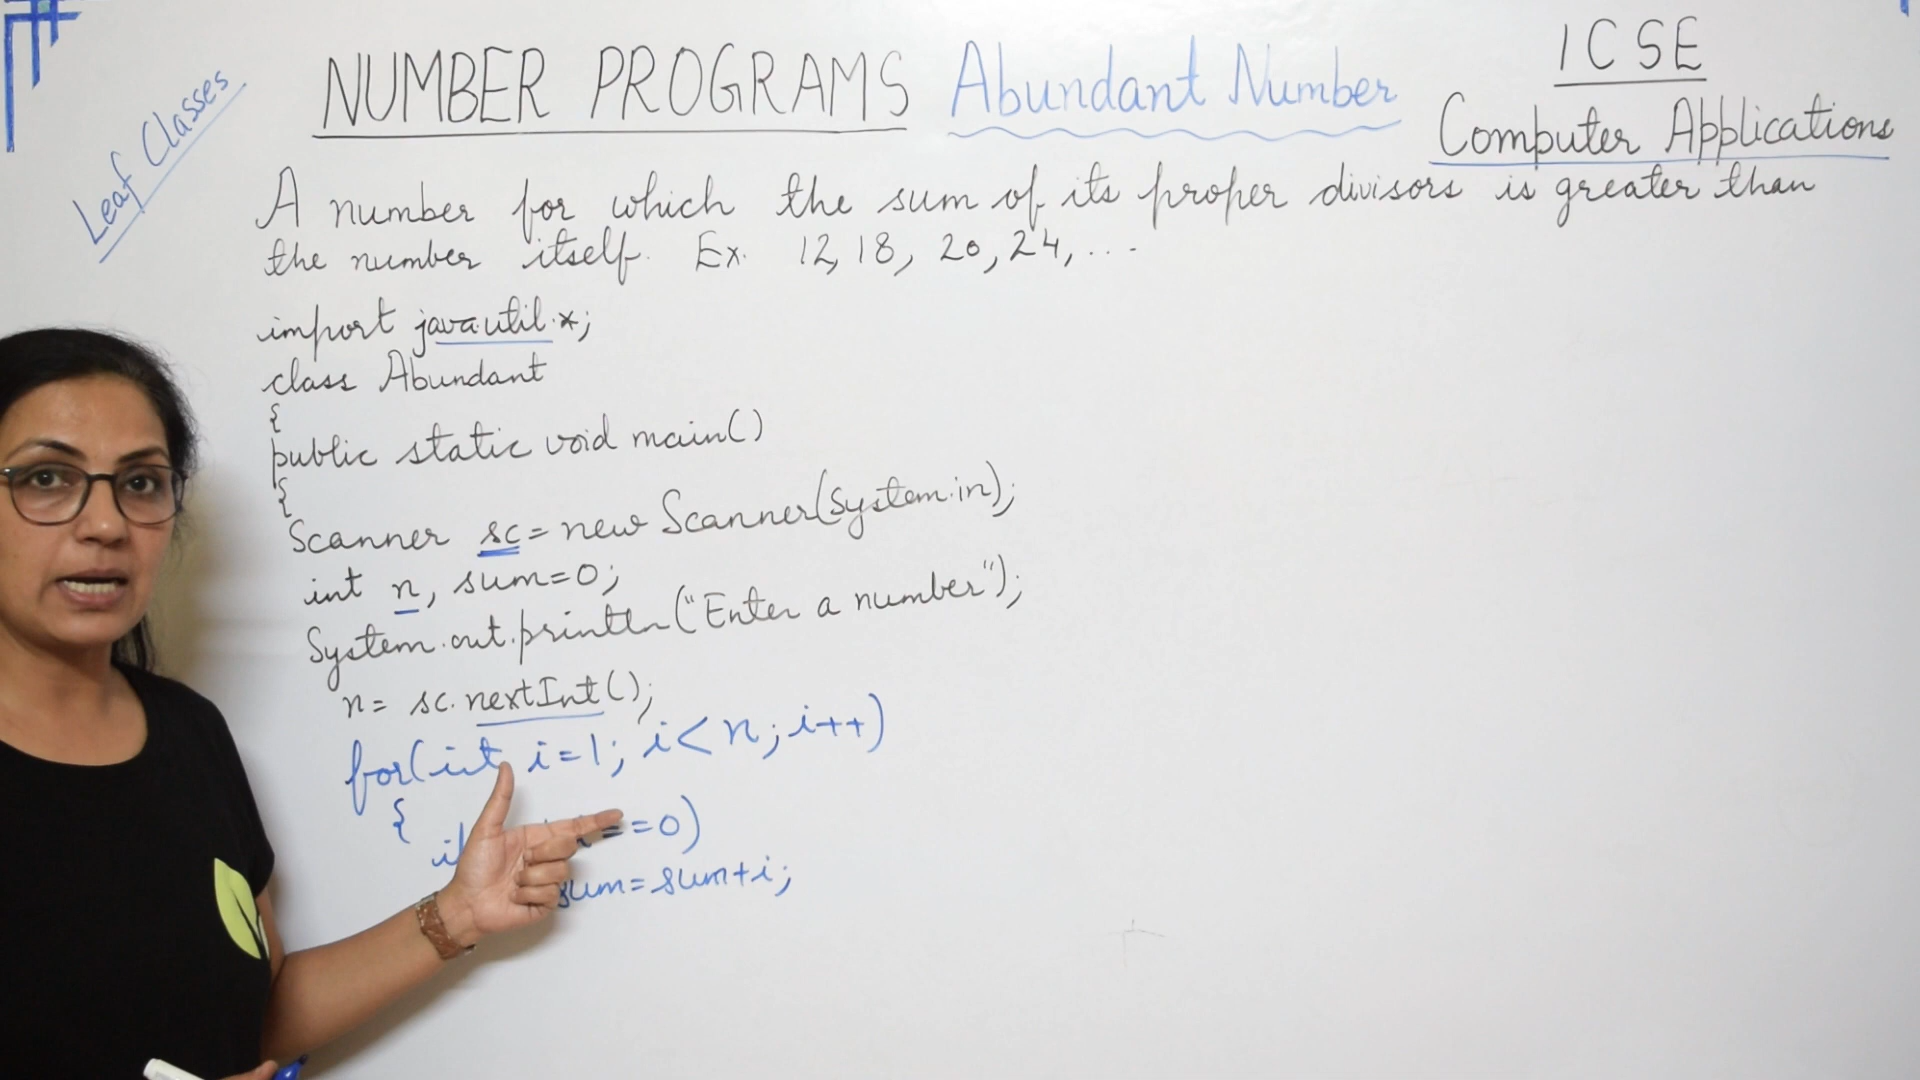 Leaf Classes
NUMBER PROGRAMS Abundant Number
ICSE
Computer Applications
A number for which the sum of its proper divisors is greater than
the number itself. Ex. 12, 18, 20, 24, ...
import java.util.*;
class Abundant
{
public static void main()
{
Scanner sc = new Scanner(System.in);
int n, sum=0;
System.out.println("Enter a number");
n= sc.nextInt();
for(int i=1; i<n; i++)
{
==0)
sum=sum+i;